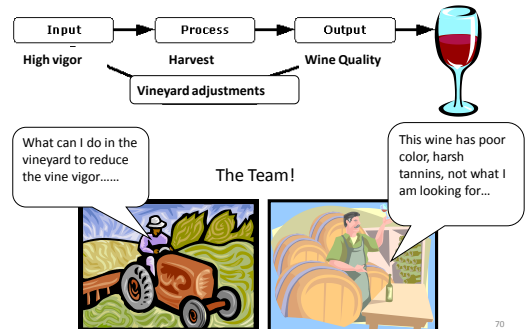 Input Process Output
High vigor Harvest Wine Quality
Vineyard adjustments
What can I do in the
vineyard to reduce
the vine vigor......
This wine has poor
color, harsh
tannins, not what I
am looking for...
The Team!
70